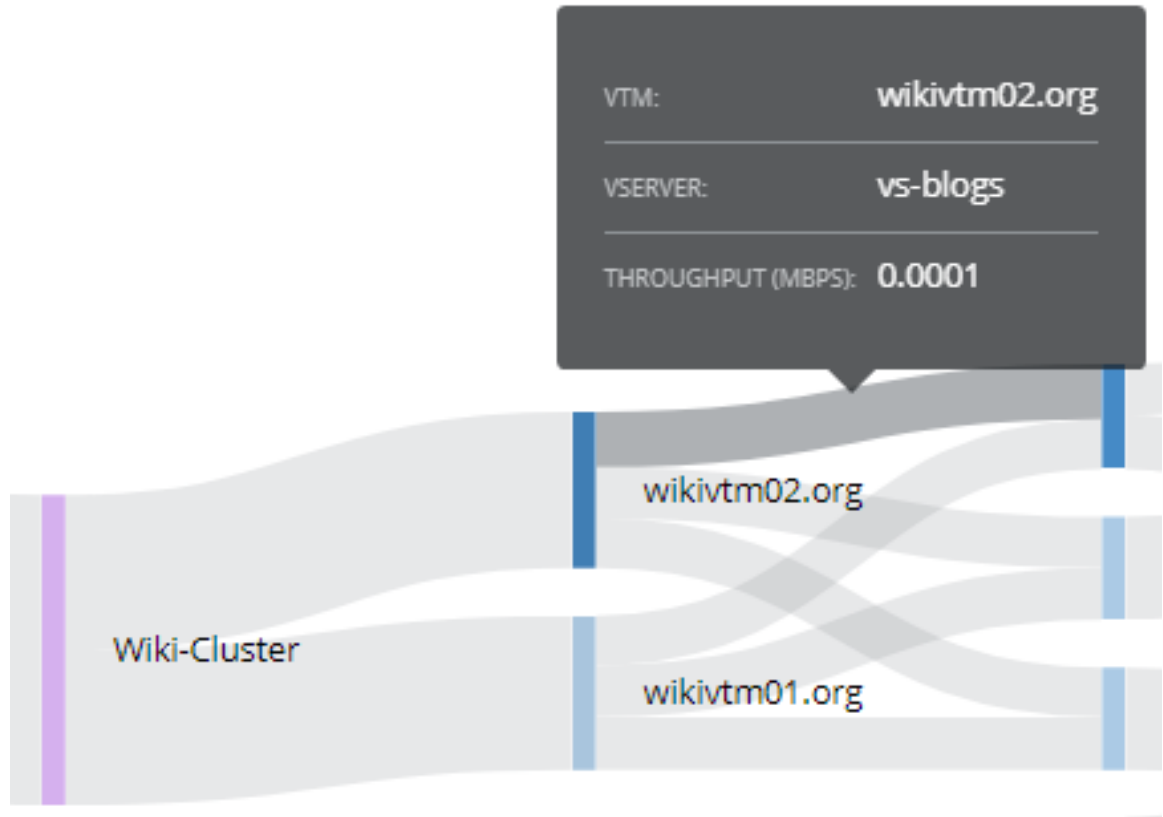 VTM: wikivtm02.org
VSERVER: vs-blogs
THROUGHPUT (MBPS): 0.0001
wikivtm02.org
Wiki-Cluster
wikivtm01.org